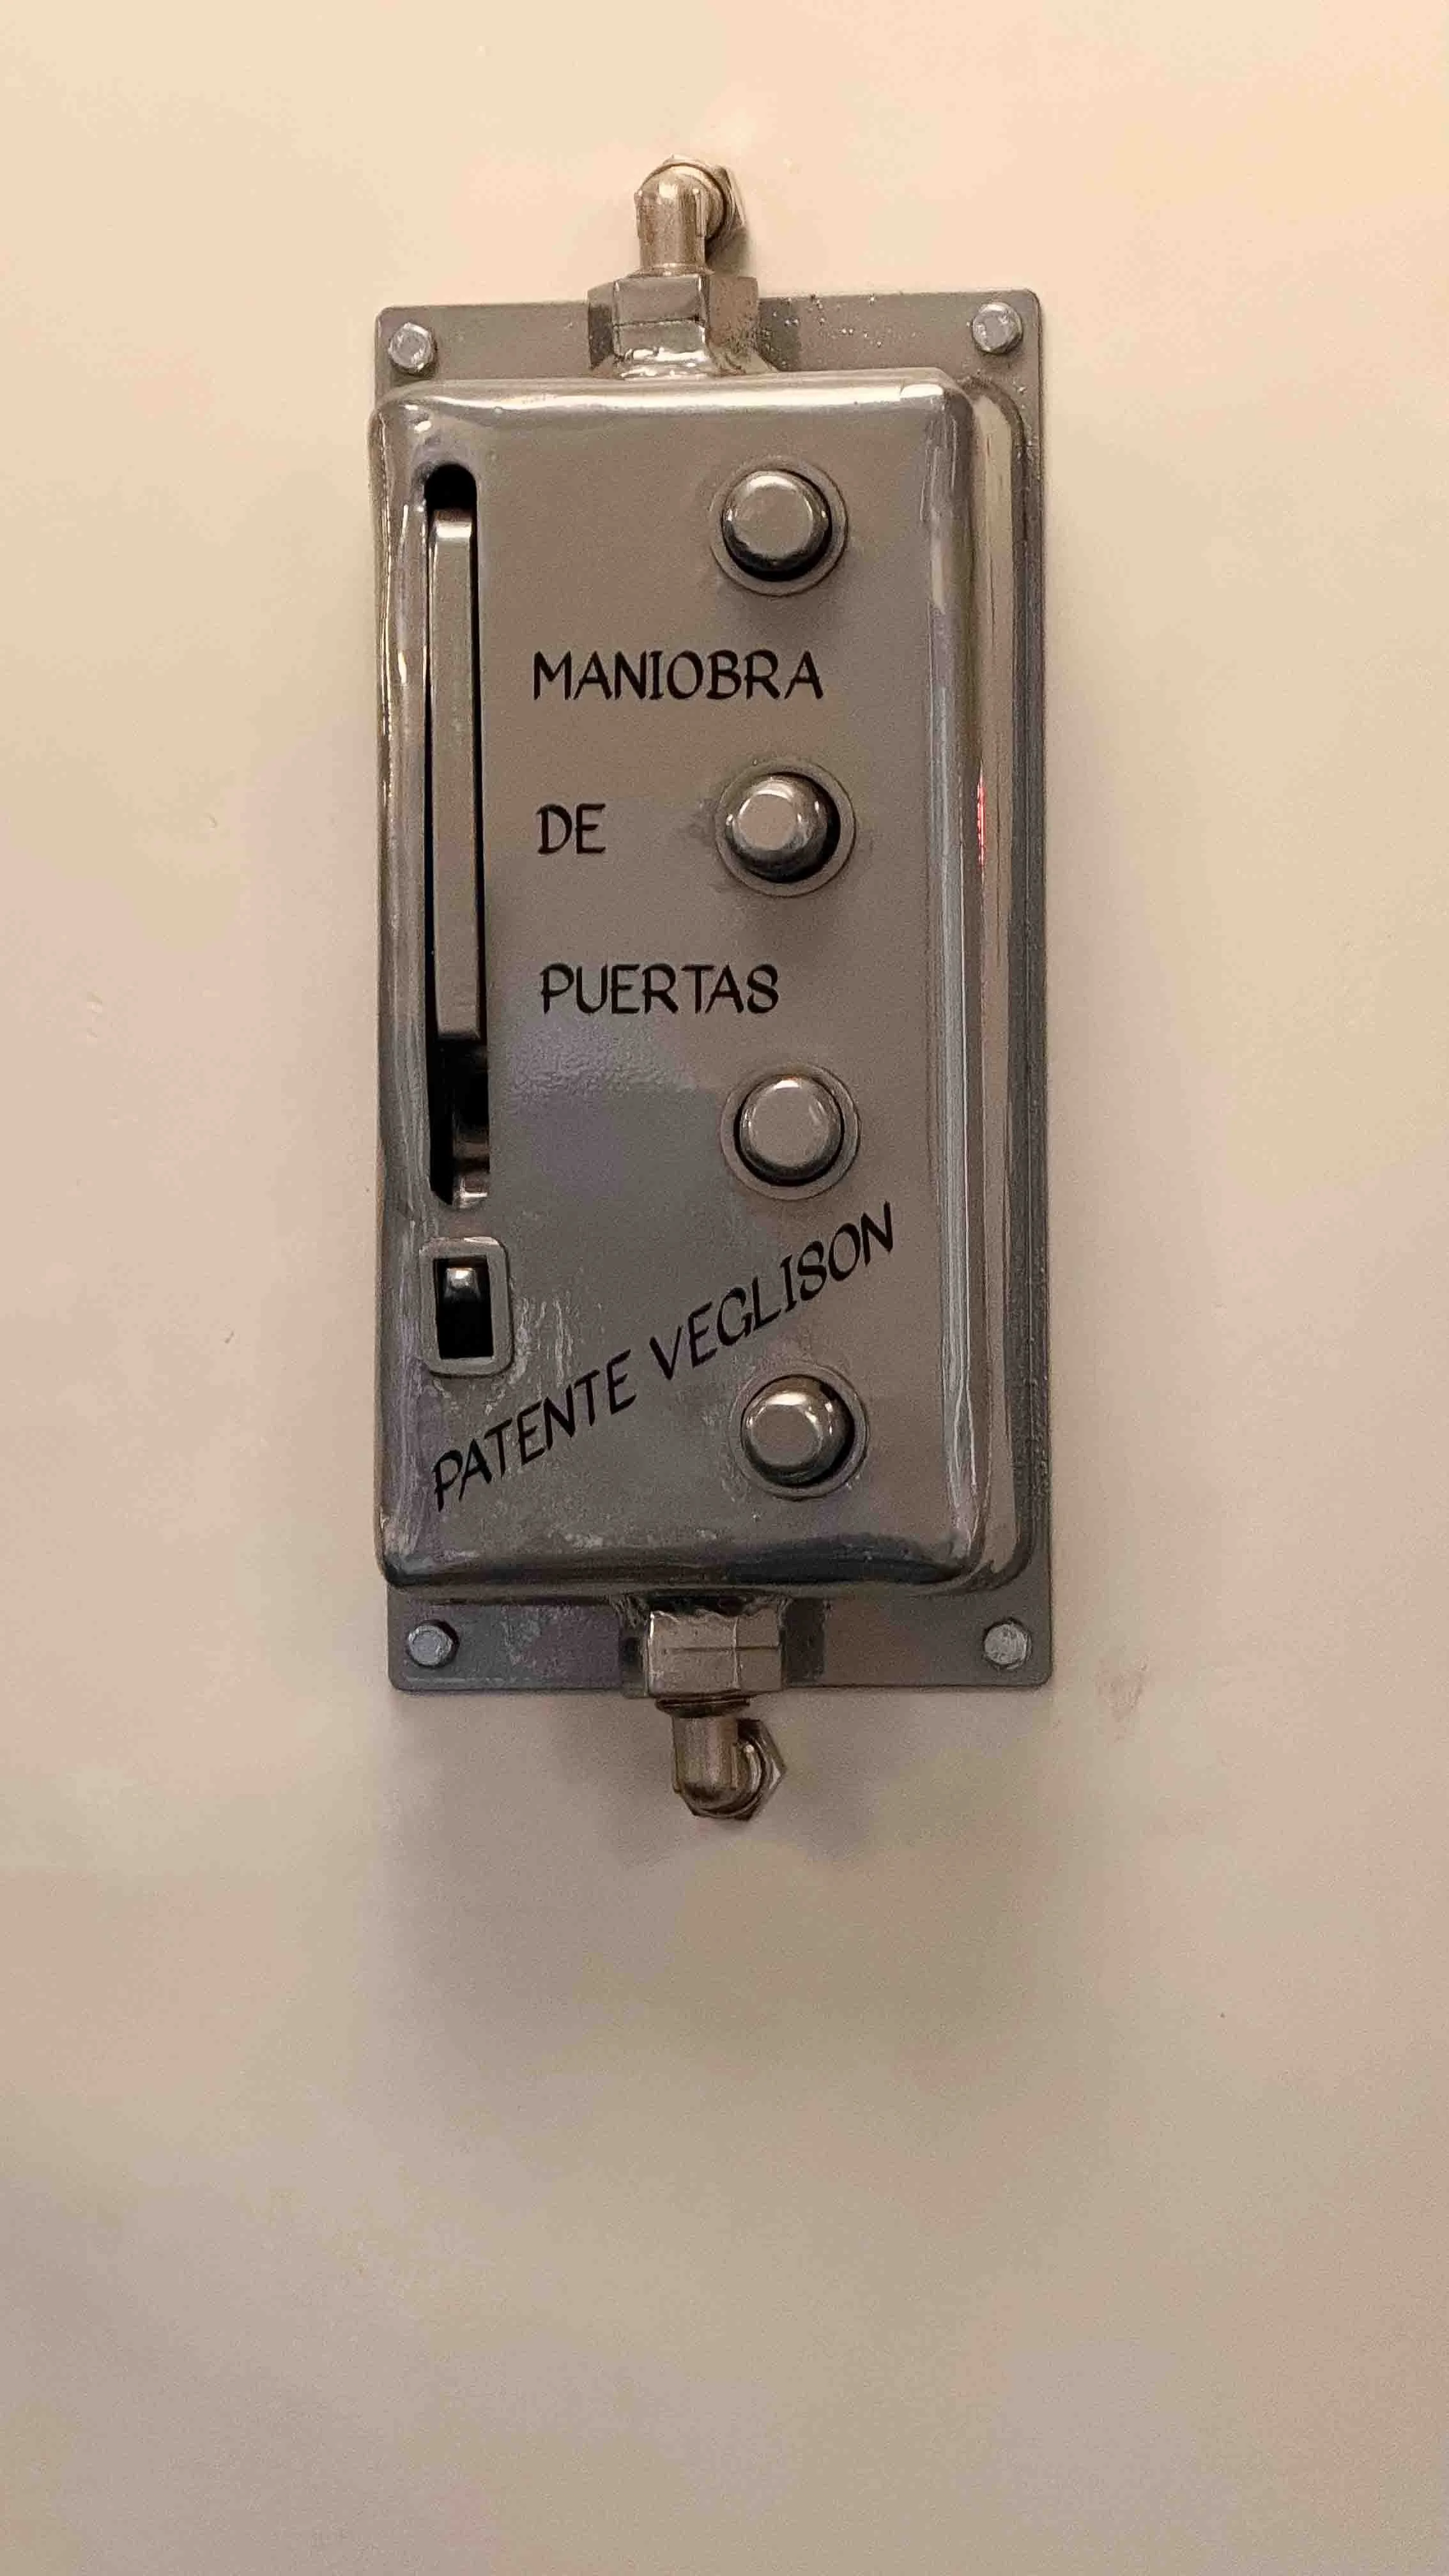 MANIOBRA
DE
PUERTAS
PATENTE VEGLISON